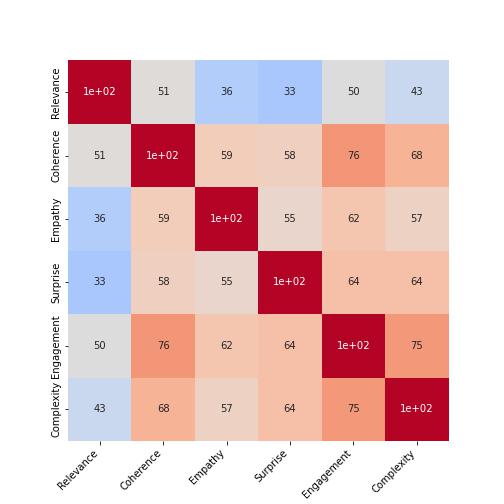 Relevance 1e+02 51 36 33 50 43
Coherence 51 1e+02 59 58 76 68
Empathy 36 59 1e+02 55 62 57
Surprise 33 58 55 1e+02 64 64
Engagement 50 76 62 64 1e+02 75
Complexity 43 68 57 64 75 1e+02
Relevance Coherence Empathy Surprise Engagement Complexity